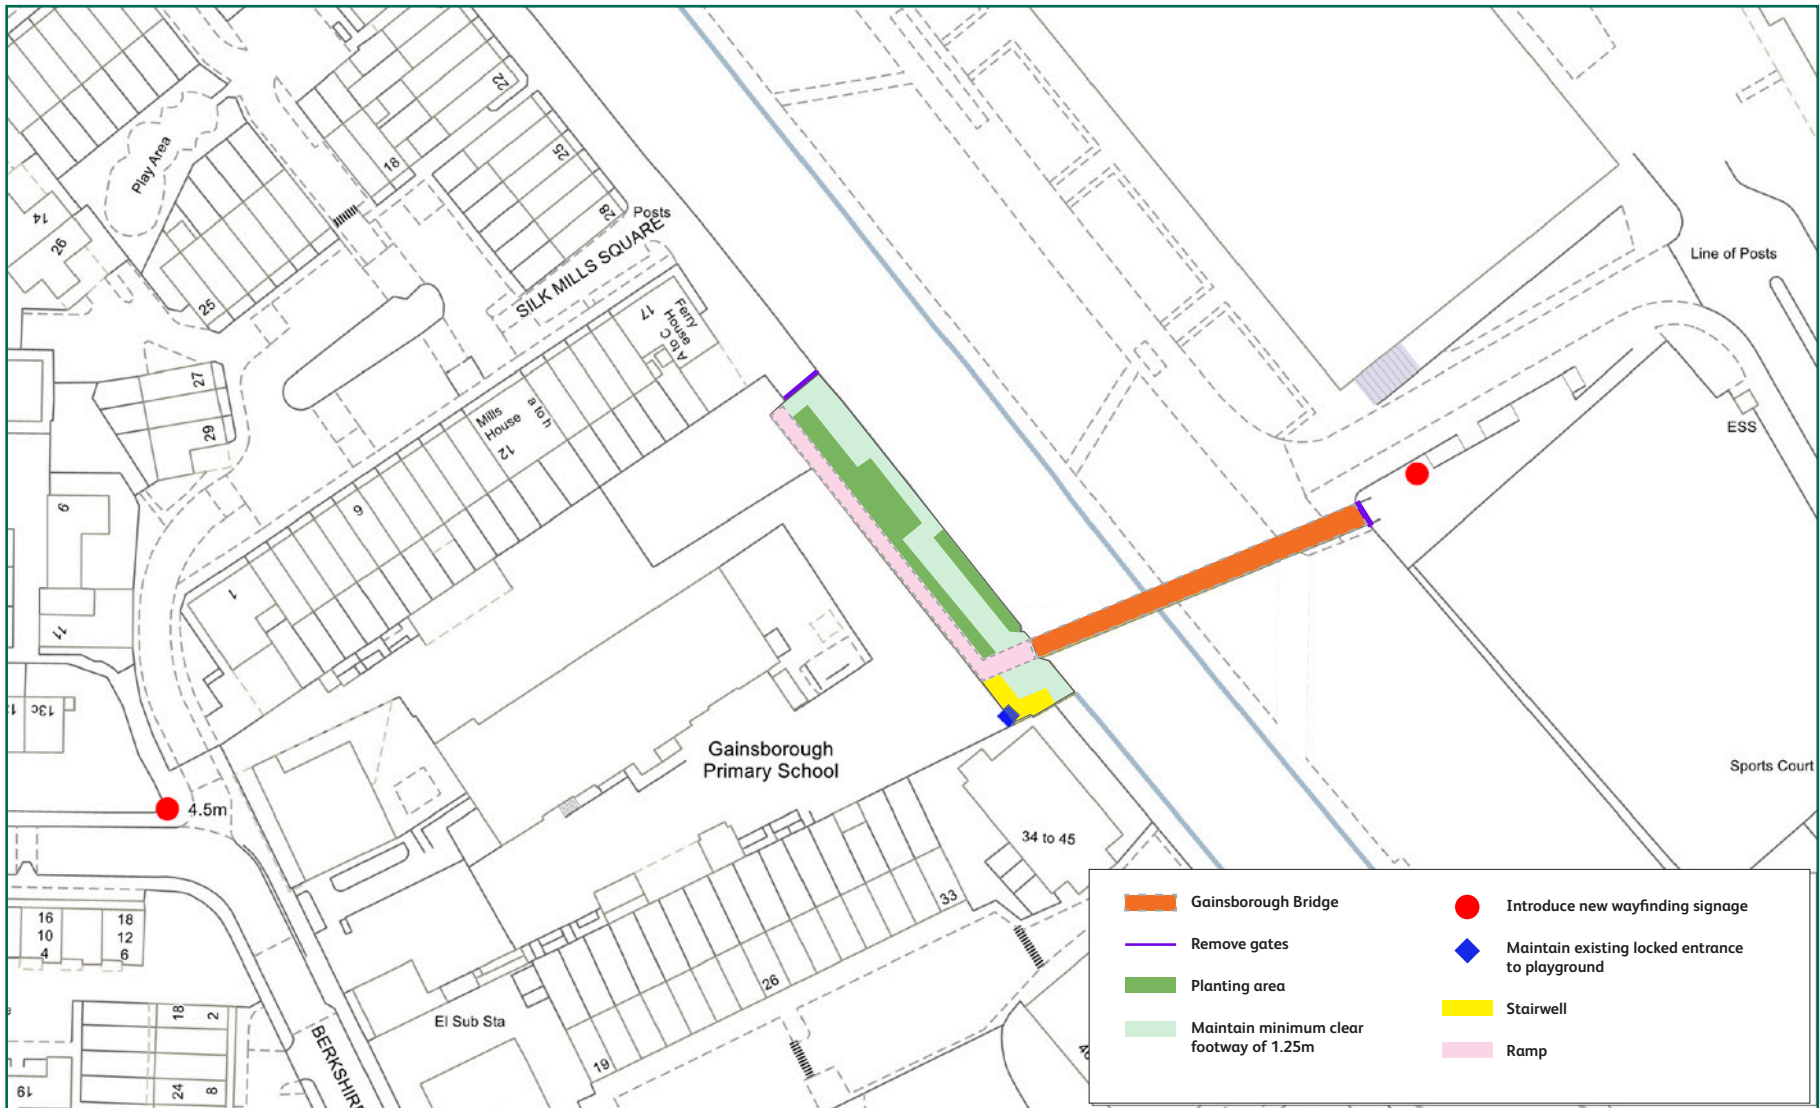 22
18
25
Play Area
28
Posts
SILK MILLS SQUARE
14
26
25
17
Ferry
House
A to C
Line of Posts
27
29
Mills
House
a to h
12
9
6
ESS
1
11
13c
Gainsborough
Primary School
Sports Court
4.5m
34 to 45
33
26
19
16
10
4
18
12
6
El Sub Sta
BERKSHIRE
18
2
24
8
19
Gainsborough Bridge
Remove gates
Planting area
Maintain minimum clear
footway of 1.25m
Introduce new wayfinding signage
Maintain existing locked entrance
to playground
Stairwell
Ramp